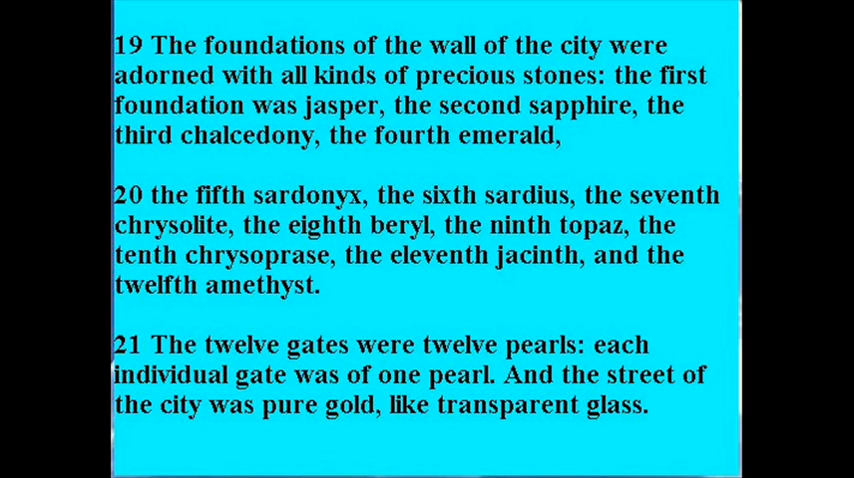 19 The foundations of the wall of the city were
adorned with all kinds of precious stones: the first
foundation was jasper, the second sapphire, the
third chalcedony, the fourth emerald,
20 the fifth sardonyx, the sixth sardius, the seventh
chrysolite, the eighth beryl, the ninth topaz, the
tenth chrysoprase, the eleventh jacinth, and the
twelfth amethyst.
21 The twelve gates were twelve pearls: each
individual gate was of one pearl. And the street of
the city was pure gold, like transparent glass.